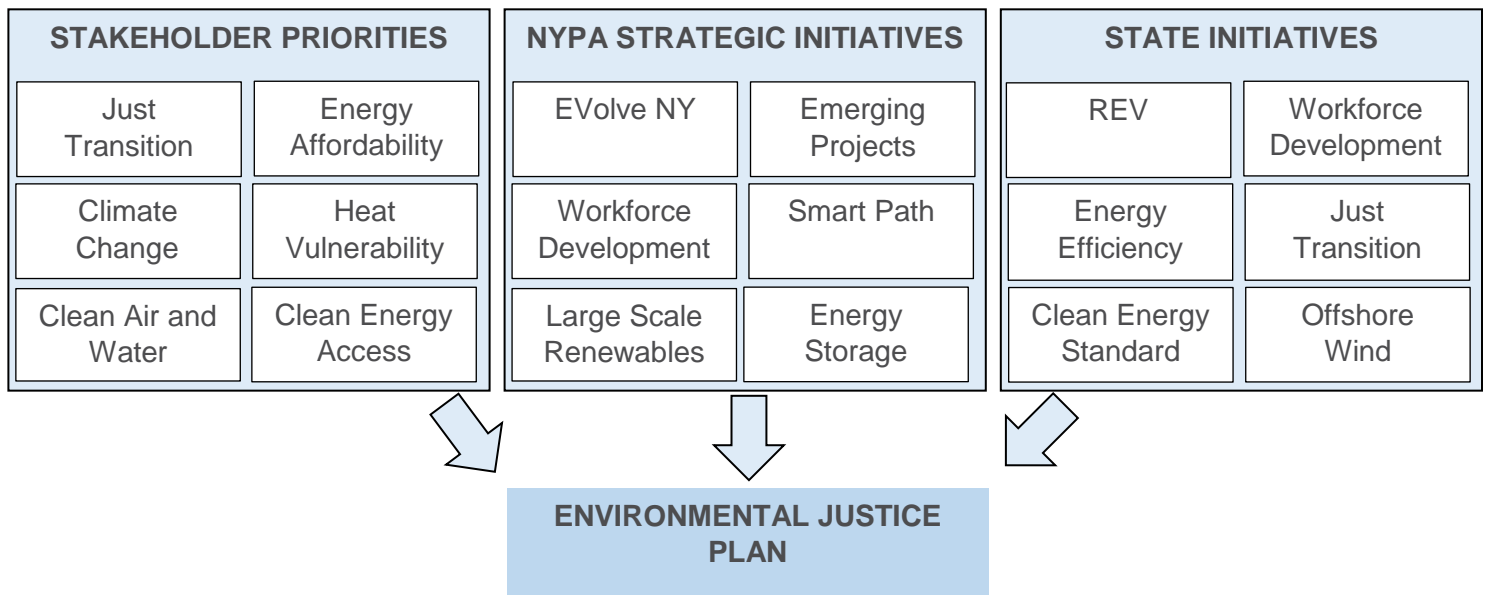 STAKEHOLDER PRIORITIES
Just
Transition
Energy
Affordability
Climate
Change
Heat
Vulnerability
Clean Air and
Water
Clean Energy
Access
NYPA STRATEGIC INITIATIVES
EVolve NY
Emerging
Projects
Workforce
Development
Smart Path
Large Scale
Renewables
Energy
Storage
STATE INITIATIVES
REV
Workforce
Development
Energy
Efficiency
Just
Transition
Clean Energy
Standard
Offshore
Wind
ENVIRONMENTAL JUSTICE
PLAN